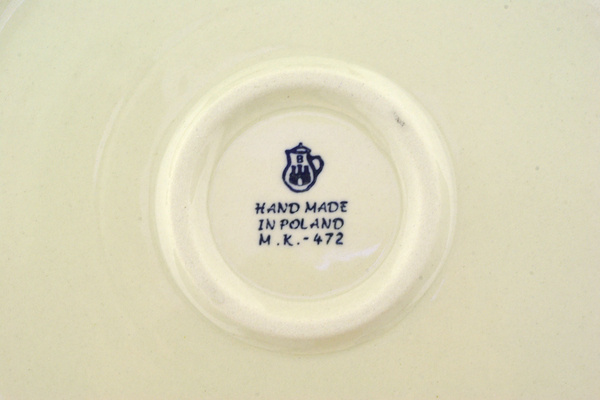 B
HAND MADE
IN POLAND
M.K.-472